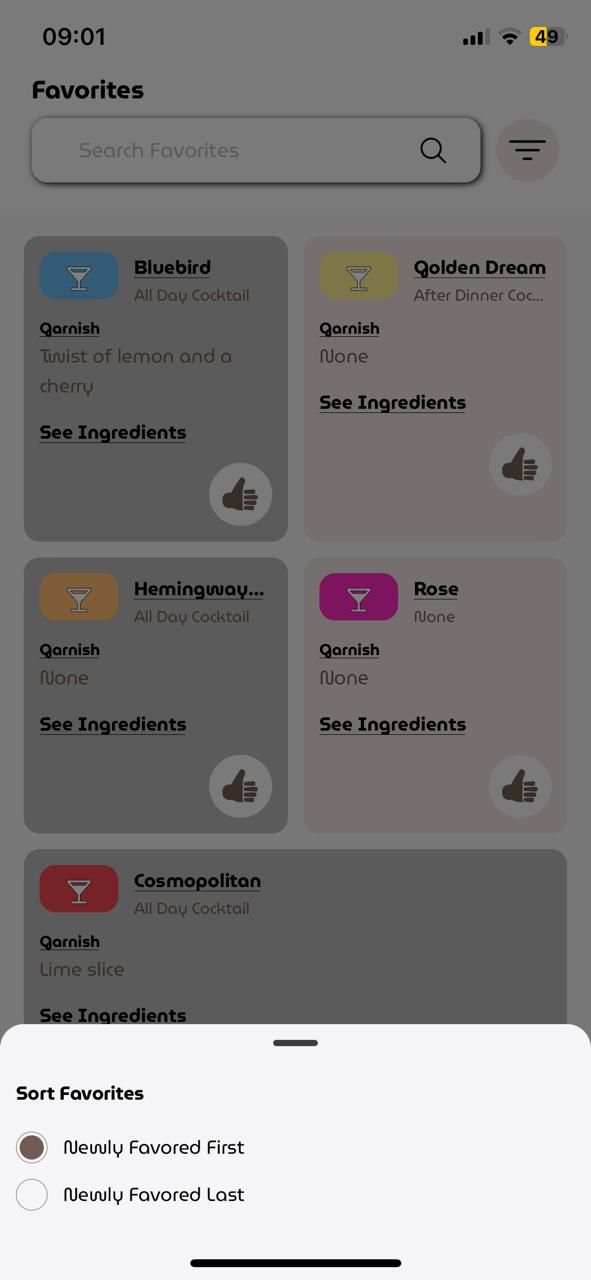 09:01
49
Favorites
Search Favorites
Bluebird
All Day Cocktail
Garnish
Twist of lemon and a
cherry
See Ingredients
Golden Dream
After Dinner Coc...
Garnish
None
See Ingredients
Hemingway...
All Day Cocktail
Garnish
None
See Ingredients
Rose
None
Garnish
None
See Ingredients
Cosmopolitan
All Day Cocktail
Garnish
Lime slice
See Ingredients
Sort Favorites
Newly Favored First
Newly Favored Last